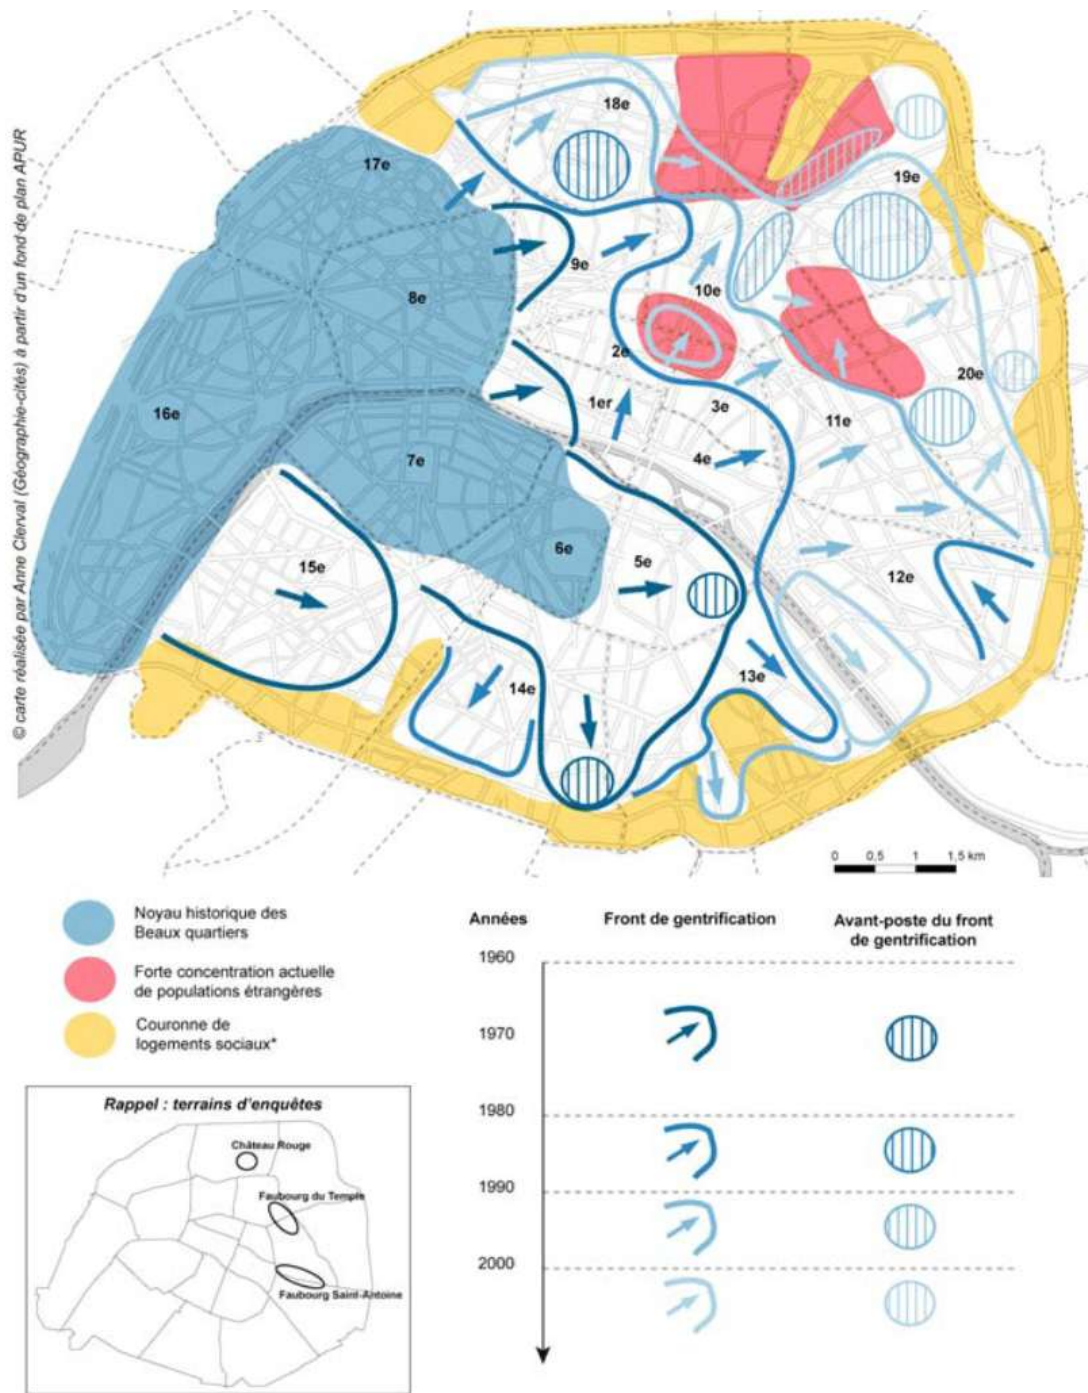 © carte réalisée par Anne Clerval (Géographie-cités) à partir d'un fond de plan APUR
18e
17e
19e
9e
10e
8e
2e
20e
16e
1er
3e
11e
7e
4e
6e
5e
15e
12e
13e
14e
0 0,5 1 1,5 km
Noyau historique des
Beaux quartiers
Forte concentration actuelle
de populations étrangères
Couronne de
logements sociaux*
Années
Front de gentrification
Avant-poste du front
de gentrification
1960
1970
1980
1990
2000
Rappel : terrains d'enquêtes
Château Rouge
Faubourg du Temple
Faubourg Saint-Antoine